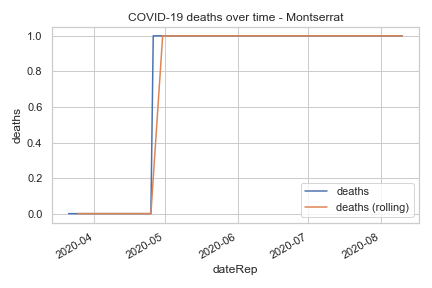 COVID-19 deaths over time - Montserrat
deaths
1.0
0.8
0.6
0.4
0.2
0.0
deaths
deaths (rolling)
2020-04
2020-05
2020-06
2020-07
2020-08
dateRep